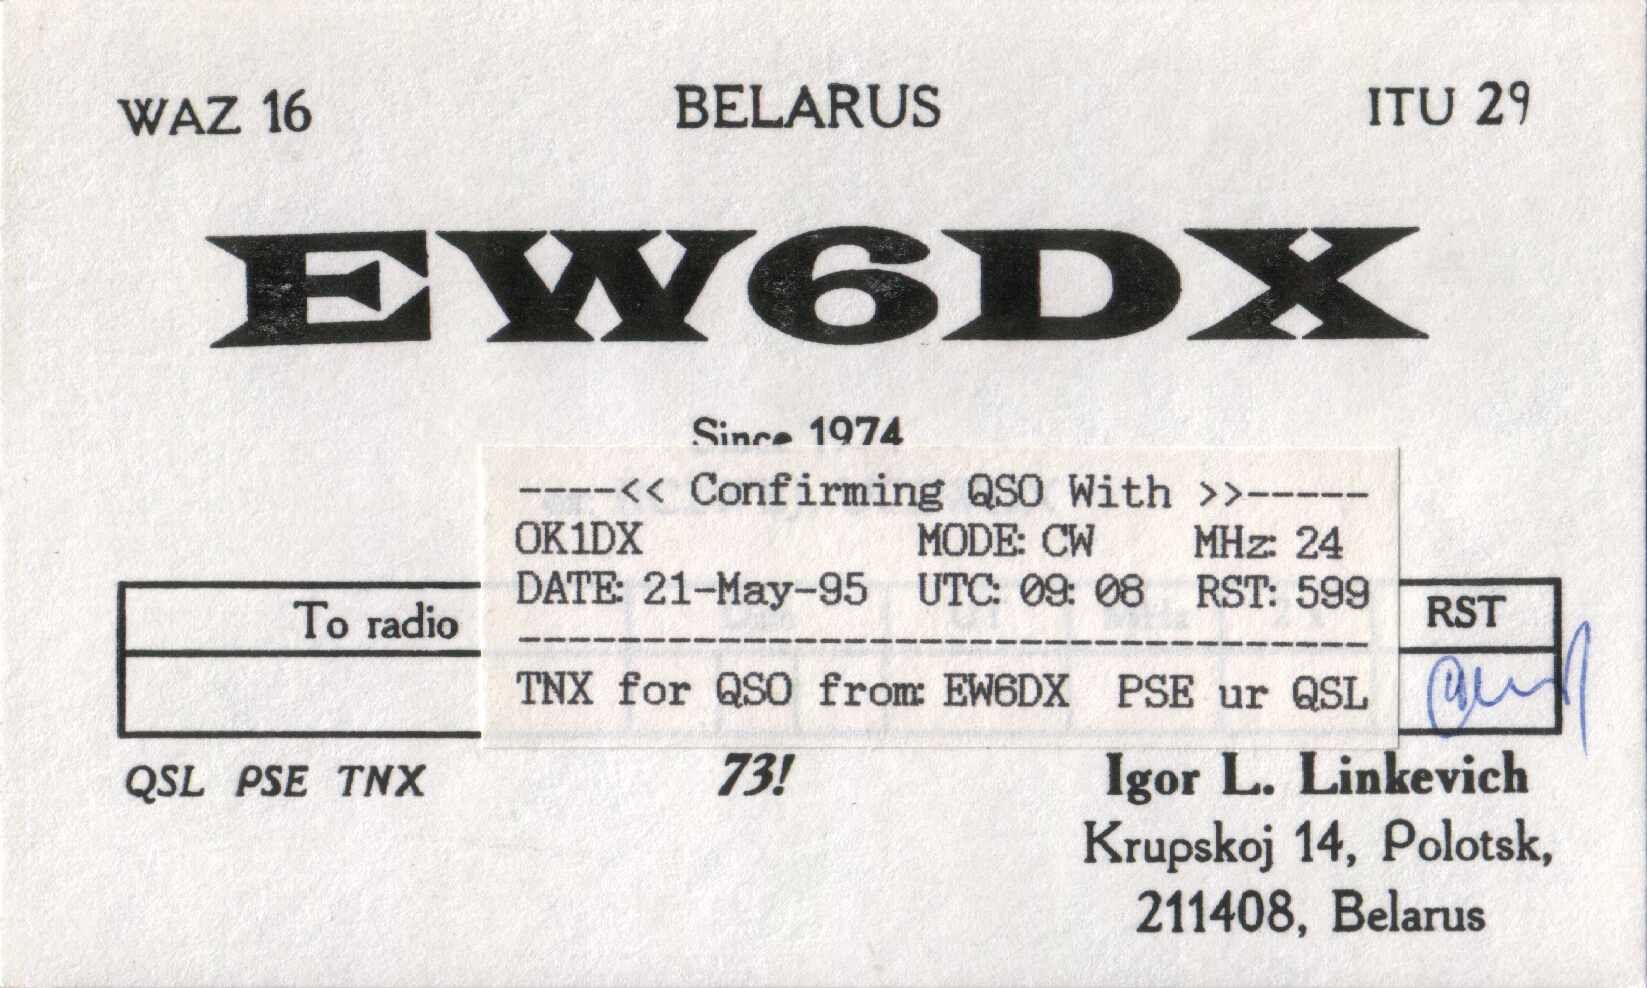 WAZ 16 BELARUS ITU 29
EW6DX
Since 1974
----<< Confirming QSO With >>-----
OK1DX MODE: CW MHz: 24
DATE: 21-May-95 UTC: 09:08 RST: 599
To radio RST
TNX for QSO from: EW6DX PSE ur QSL
QSL PSE TNX 73! Igor L. Linkevich
Krupskoj 14, Polotsk,
211408, Belarus